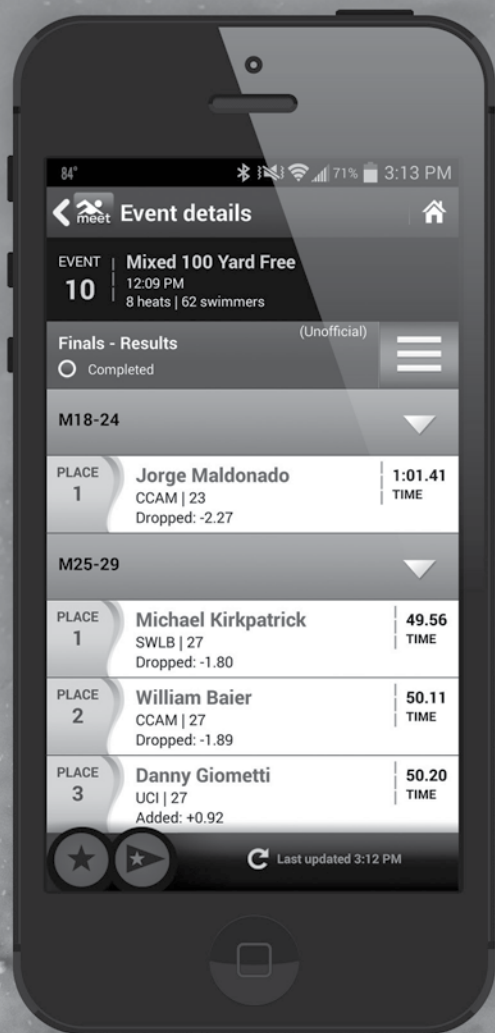 84° 71% 3:13 PM
meet Event details
EVENT 10 Mixed 100 Yard Free
12:09 PM
8 heats | 62 swimmers
Finals - Results (Unofficial)
Completed
M18-24
PLACE 1 Jorge Maldonado 1:01.41
CCAM | 23 TIME
Dropped: -2.27
M25-29
PLACE 1 Michael Kirkpatrick 49.56
SWLB | 27 TIME
Dropped: -1.80
PLACE 2 William Baier 50.11
CCAM | 27 TIME
Dropped: -1.89
PLACE 3 Danny Giometti 50.20
UCI | 27 TIME
Added: +0.92
Last updated 3:12 PM